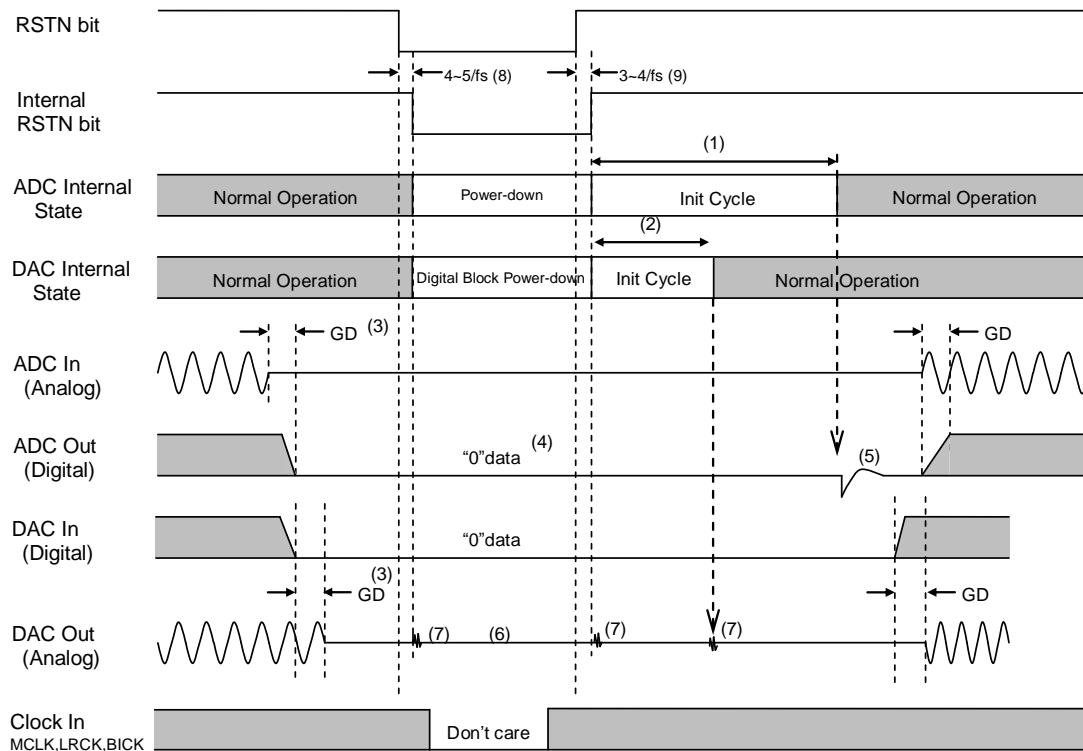 RSTN bit
4~5/fs (8)
3~4/fs (9)
Internal
RSTN bit
(1)
ADC Internal
State
Normal Operation
Power-down
Init Cycle
Normal Operation
(2)
DAC Internal
State
Normal Operation
Digital Block Power-down
Init Cycle
Normal Operation
GD (3)
GD
ADC In
(Analog)
ADC Out
(Digital)
“0”data
(4)
(5)
DAC In
(Digital)
“0”data
(3)
GD
GD
DAC Out
(Analog)
(7)
(6)
(7)
(7)
Clock In
MCLK,LRCK,BICK
Don’t care